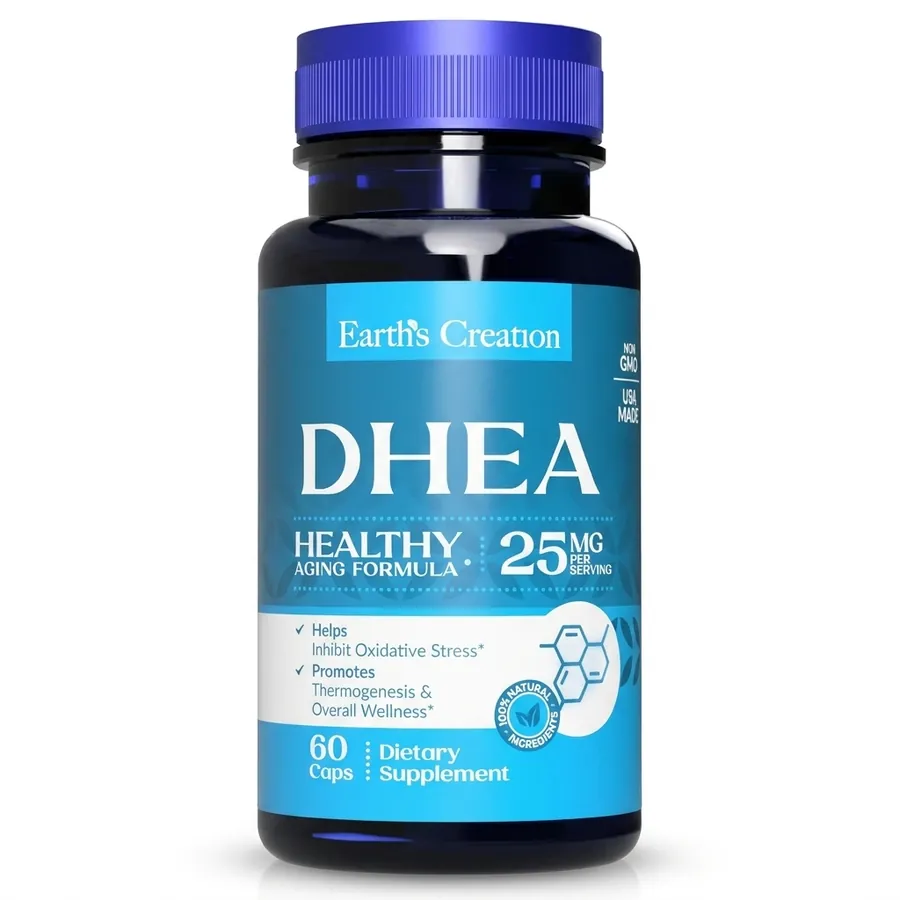 Earth's Creation
NON
GMO
USA
MADE
DHEA
HEALTHY
AGING FORMULA
25 MG
PER
SERVING
✓ Helps
Inhibit Oxidative Stress*
✓ Promotes
Thermogenesis &
Overall Wellness*
100% NATURAL
INCREDIENTS
60
Caps
Dietary
Supplement